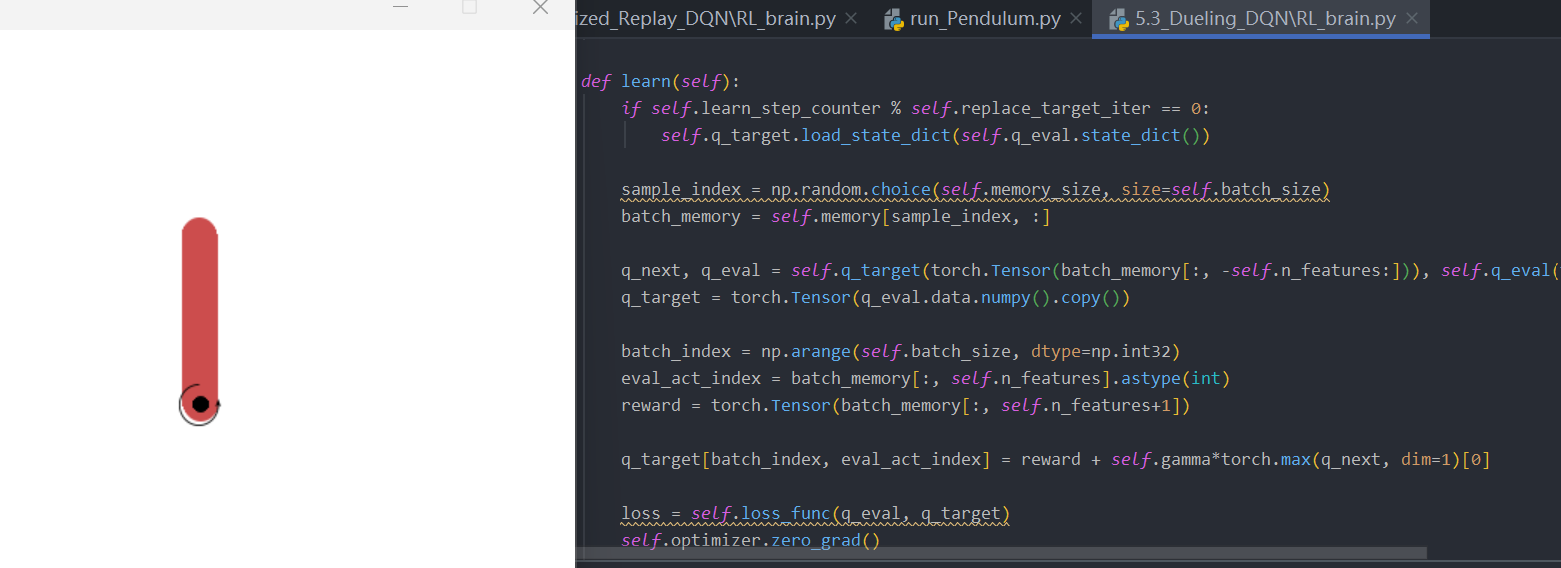 ized_Replay_DQN\RL_brain.py run_Pendulum.py 5.3_Dueling_DQN\RL_brain.py
def learn(self):
if self.learn_step_counter % self.replace_target_iter == 0:
self.q_target.load_state_dict(self.q_eval.state_dict())
sample_index = np.random.choice(self.memory_size, size=self.batch_size)
batch_memory = self.memory[sample_index, :]
q_next, q_eval = self.q_target(torch.Tensor(batch_memory[:, -self.n_features:])), self.q_eval(
q_target = torch.Tensor(q_eval.data.numpy().copy())
batch_index = np.arange(self.batch_size, dtype=np.int32)
eval_act_index = batch_memory[:, self.n_features].astype(int)
reward = torch.Tensor(batch_memory[:, self.n_features+1])
q_target[batch_index, eval_act_index] = reward + self.gamma*torch.max(q_next, dim=1)[0]
loss = self.loss_func(q_eval, q_target)
self.optimizer.zero_grad()